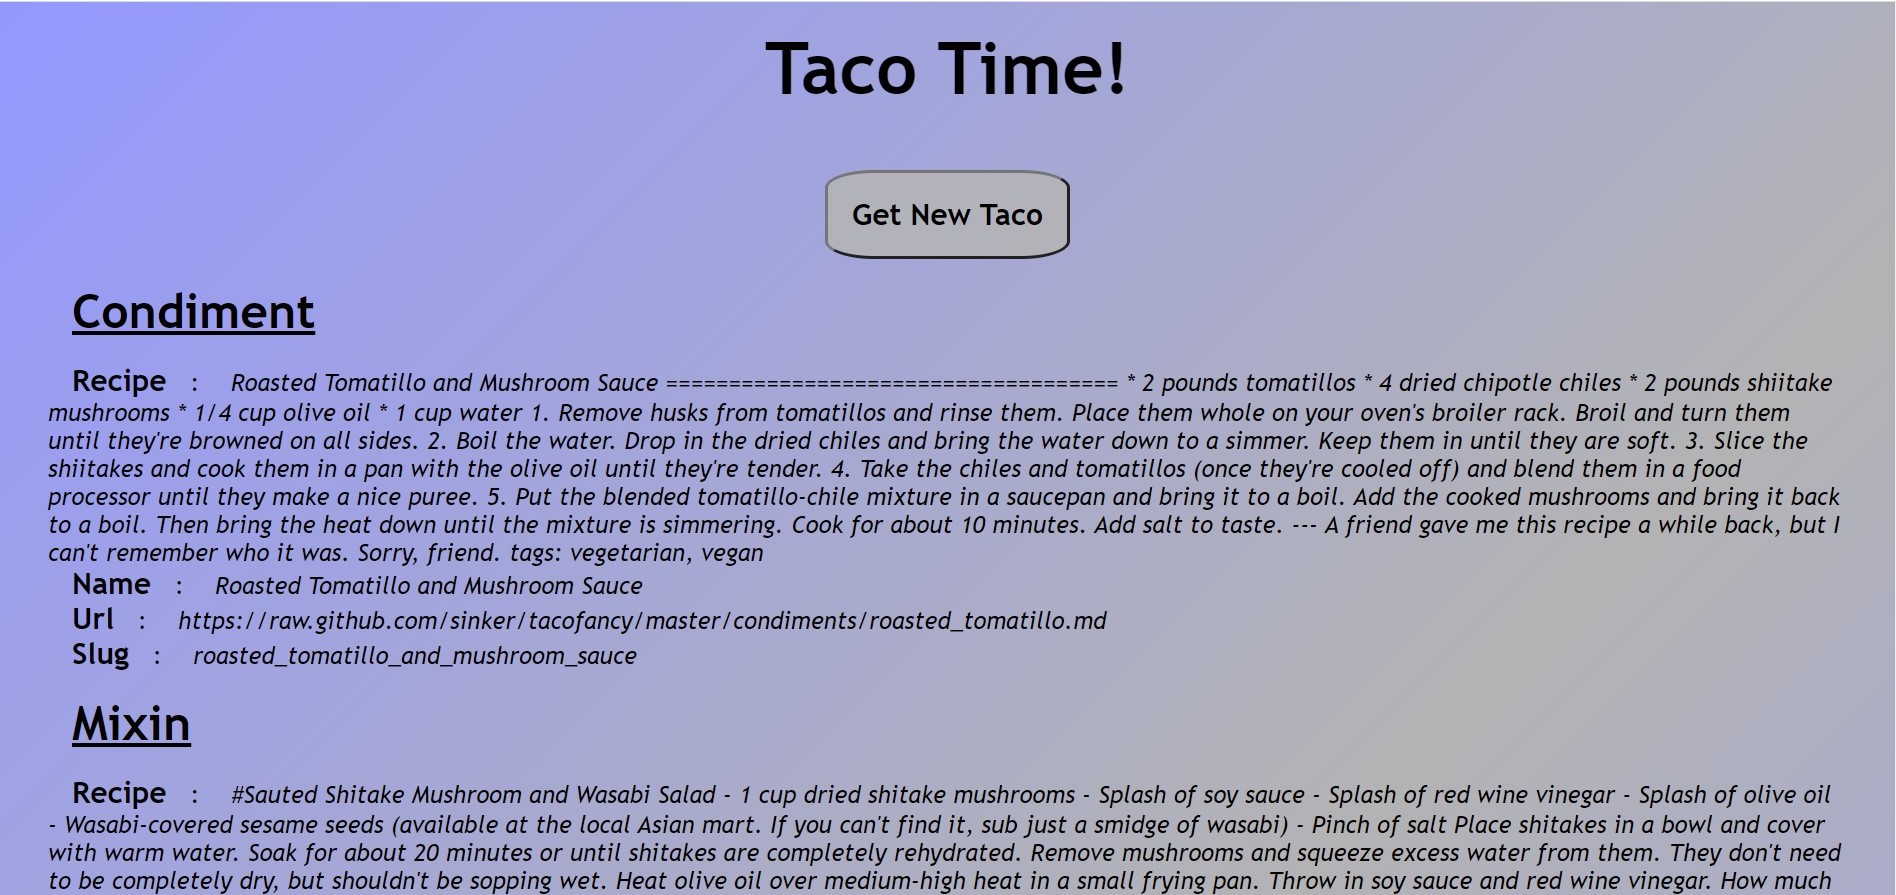 Taco Time!
Get New Taco
Condiment
Recipe : Roasted Tomatillo and Mushroom Sauce =================================== * 2 pounds tomatillos * 4 dried chipotle chiles * 2 pounds shiitake
mushrooms * 1/4 cup olive oil * 1 cup water 1. Remove husks from tomatillos and rinse them. Place them whole on your oven's broiler rack. Broil and turn them
until they're browned on all sides. 2. Boil the water. Drop in the dried chiles and bring the water down to a simmer. Keep them in until they are soft. 3. Slice the
shiitakes and cook them in a pan with the olive oil until they're tender. 4. Take the chiles and tomatillos (once they're cooled off) and blend them in a food
processor until they make a nice puree. 5. Put the blended tomatillo-chile mixture in a saucepan and bring it to a boil. Add the cooked mushrooms and bring it back
to a boil. Then bring the heat down until the mixture is simmering. Cook for about 10 minutes. Add salt to taste. --- A friend gave me this recipe a while back, but I
can't remember who it was. Sorry, friend. tags: vegetarian, vegan
Name : Roasted Tomatillo and Mushroom Sauce
Url : https://raw.github.com/sinker/tacofancy/master/condiments/roasted_tomatillo.md
Slug : roasted_tomatillo_and_mushroom_sauce
Mixin
Recipe : #Sauted Shitake Mushroom and Wasabi Salad - 1 cup dried shitake mushrooms - Splash of soy sauce - Splash of red wine vinegar - Splash of olive oil
- Wasabi-covered sesame seeds (available at the local Asian mart. If you can't find it, sub just a smidge of wasabi) - Pinch of salt Place shitakes in a bowl and cover
with warm water. Soak for about 20 minutes or until shitakes are completely rehydrated. Remove mushrooms and squeeze excess water from them. They don't need
to be completely dry, but shouldn't be sopping wet. Heat olive oil over medium-high heat in a small frying pan. Throw in soy sauce and red wine vinegar. How much